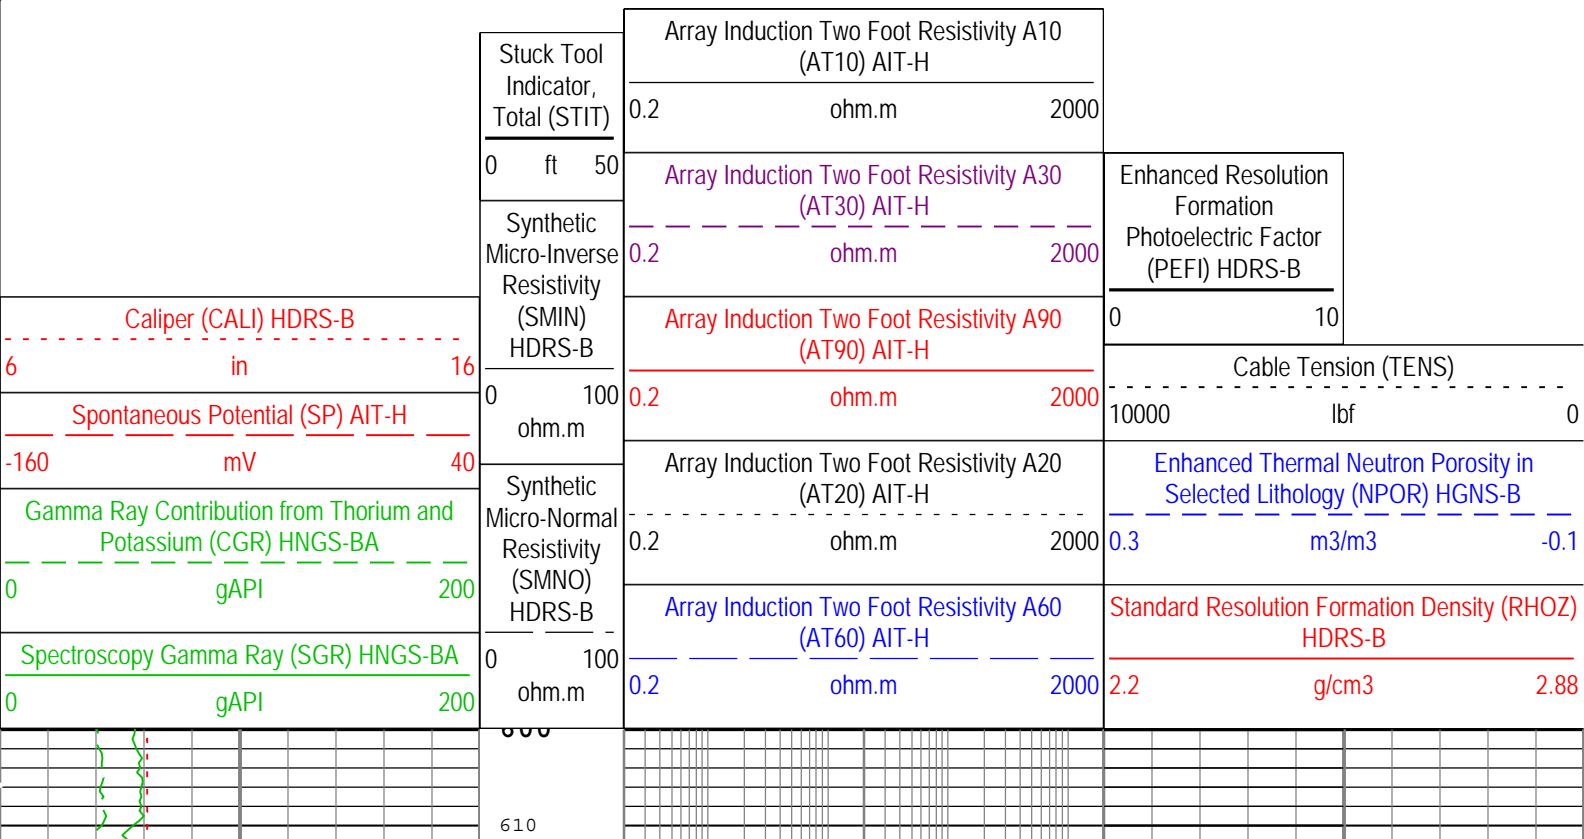 Caliper (CALI) HDRS-B
6 in 16
Spontaneous Potential (SP) AIT-H
-160 mV 40
Gamma Ray Contribution from Thorium and
Potassium (CGR) HNGS-BA
0 gAPI 200
Spectroscopy Gamma Ray (SGR) HNGS-BA
0 gAPI 200
Stuck Tool
Indicator,
Total (STIT)
0 ft 50
Synthetic
Micro-Inverse
Resistivity
(SMIN)
HDRS-B
0 100
ohm.m
Synthetic
Micro-Normal
Resistivity
(SMNO)
HDRS-B
0 100
ohm.m
Array Induction Two Foot Resistivity A10
(AT10) AIT-H
0.2 ohm.m 2000
Array Induction Two Foot Resistivity A30
(AT30) AIT-H
0.2 ohm.m 2000
Array Induction Two Foot Resistivity A90
(AT90) AIT-H
0.2 ohm.m 2000
Array Induction Two Foot Resistivity A20
(AT20) AIT-H
0.2 ohm.m 2000
Array Induction Two Foot Resistivity A60
(AT60) AIT-H
0.2 ohm.m 2000
Enhanced Resolution
Formation
Photoelectric Factor
(PEFI) HDRS-B
0 10
Cable Tension (TENS)
10000 lbf 0
Enhanced Thermal Neutron Porosity in
Selected Lithology (NPOR) HGNS-B
0.3 m3/m3 -0.1
Standard Resolution Formation Density (RHOZ)
HDRS-B
2.2 g/cm3 2.88
610